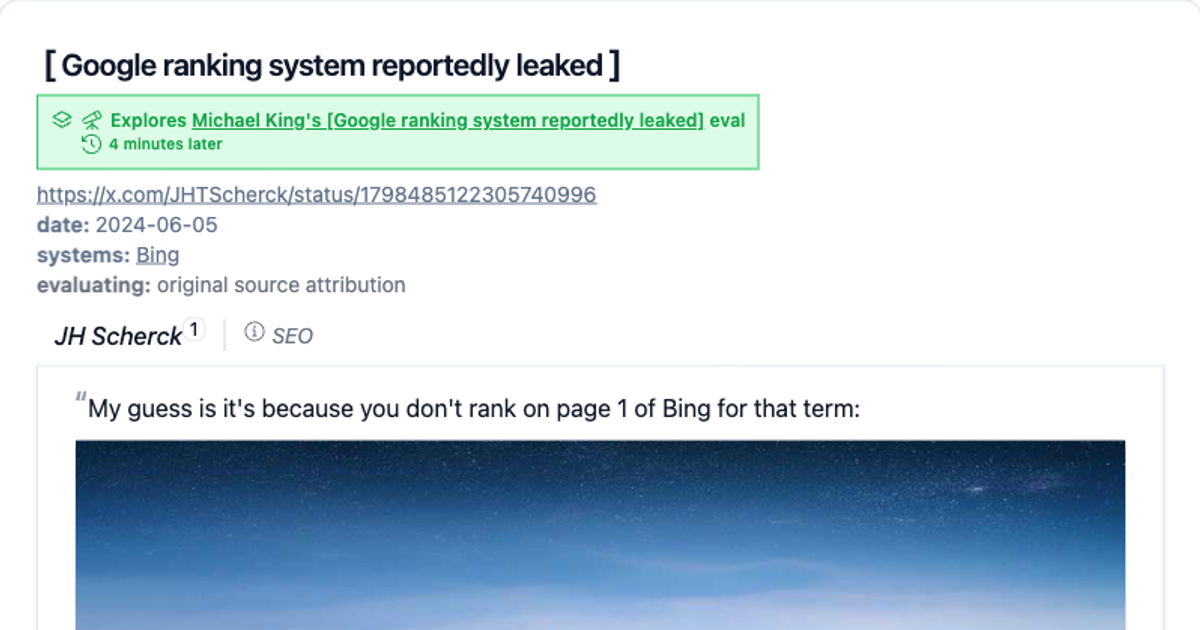 [ Google ranking system reportedly leaked ]
Explores Michael King's [Google ranking system reportedly leaked] eval
4 minutes later
https://x.com/JHTScherck/status/1798485122305740996
date: 2024-06-05
systems: Bing
evaluating: original source attribution
JH Scherck 1 SEO
“My guess is it's because you don't rank on page 1 of Bing for that term: